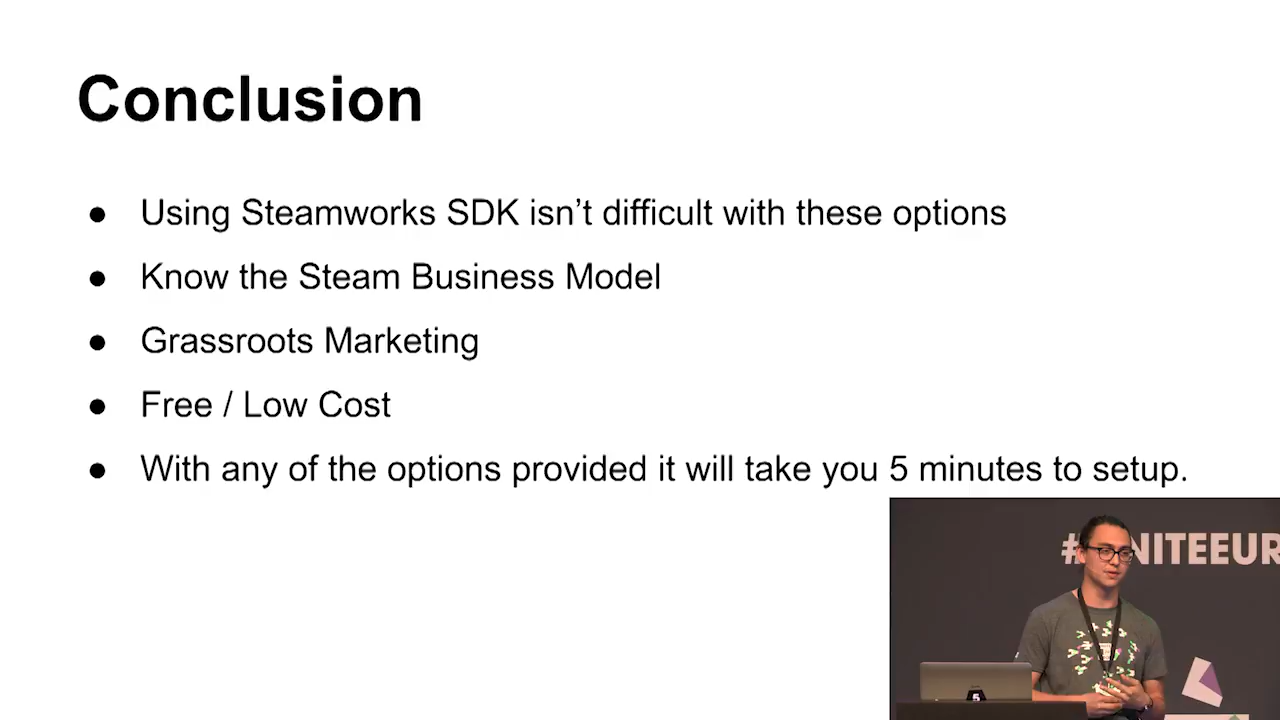 Conclusion
● Using Steamworks SDK isn’t difficult with these options
● Know the Steam Business Model
● Grassroots Marketing
● Free / Low Cost
● With any of the options provided it will take you 5 minutes to setup.
#UNITEEUR
5